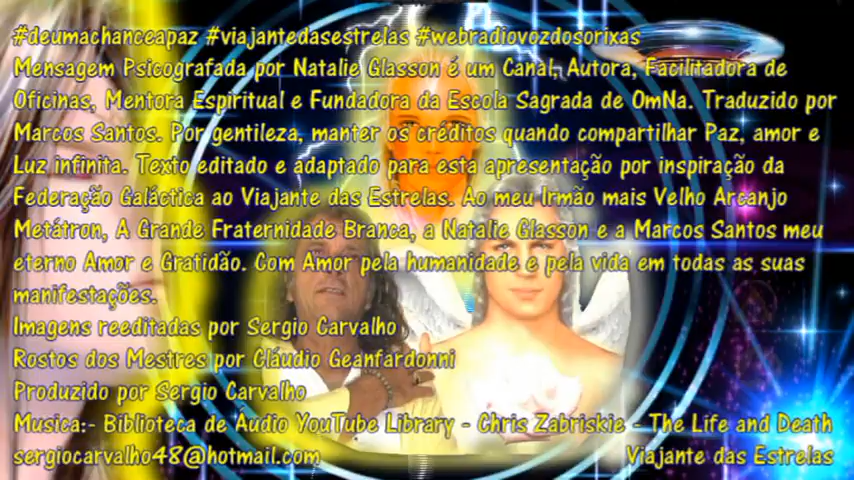 #deumachanceapaz #viajantedasestrelas #webradiovozdosorixas
Mensagem Psicografada por Natalie Glasson é um Canal, Autora, Facilitadora de
Oficinas, Mentora Espiritual e Fundadora da Escola Sagrada de OmNa. Traduzido por
Marcos Santos. Por gentileza, manter os créditos quando compartilhar Paz, amor e
Luz infinita. Texto editado e adaptado para esta apresentação por inspiração da
Federação Galáctica ao Viajante das Estrelas. Ao meu Irmão mais Velho Arcanjo
Metátron, A Grande Fraternidade Branca, a Natalie Glasson e a Marcos Santos meu
eterno Amor e Gratidão. Com Amor pela humanidade e pela vida em todas as suas
manifestações.
Imagens reeditadas por Sergio Carvalho
Rostos dos Mestres por Cláudio Geanfardonni
Produzido por Sergio Carvalho
Musica:- Biblioteca de Áudio YouTube Library - Chris Zabriskie - The Life and Death
sergiocarvalho48@hotmail.com Viajante das Estrelas